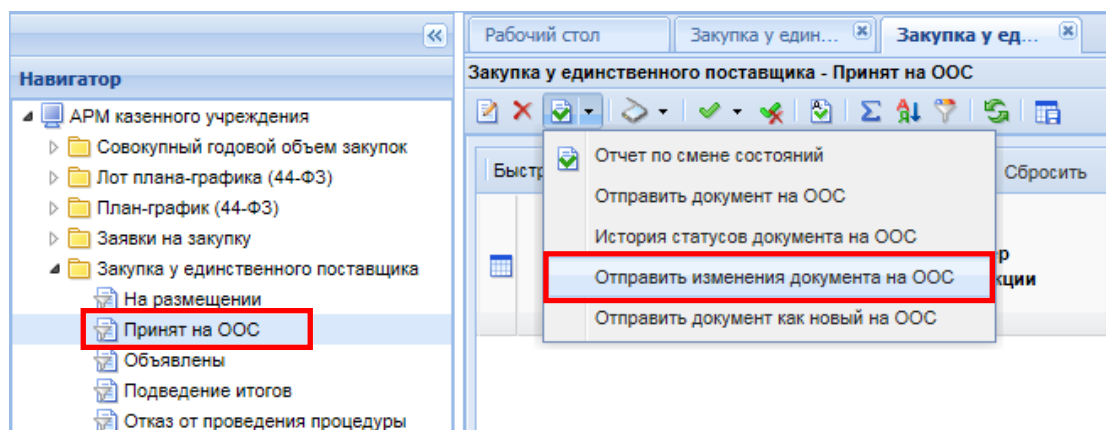 Рабочий стол
Закупка у един...
Закупка у ед...
Навигатор
Закупка у единственного поставщика - Принят на ООС
АРМ казенного учреждения
Совокупный годовой объем закупок
Лот плана-графика (44-ФЗ)
План-график (44-ФЗ)
Заявки на закупку
Закупка у единственного поставщика
На размещении
Принят на ООС
Объявлены
Подведение итогов
Отказ от проведения процедуры
Быст
Сбросить
Отчет по смене состояний
Отправить документ на ООС
История статусов документа на ООС
Отправить изменения документа на ООС
Отправить документ как новый на ООС
р
кции